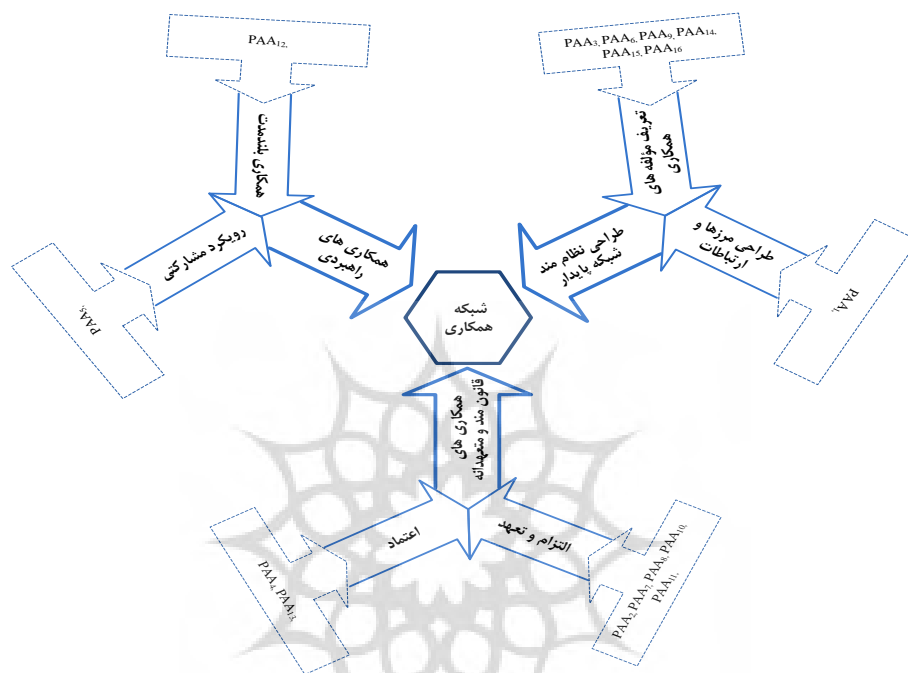 PAA₁₂,
PAA₃, PAA₆, PAA₉, PAA₁₄,
PAA₁₅, PAA₁₆
همکاری بلندمدت
تعریف مؤلفه های
همکاری
رویکرد مشارکتی
همکاری های
راهبردی
طراحی نظام مند
شبکه پایدار
طراحی مرزها و
ارتباطات
PAA₅,
PAA₁,
شبکه
همکاری
همکاری های
قانون مند و متعهدانه
اعتماد
التزام و تعهد
PAA₄, PAA₁₃,
PAA₂, PAA₇, PAA₈, PAA₁₀,
PAA₁₁,